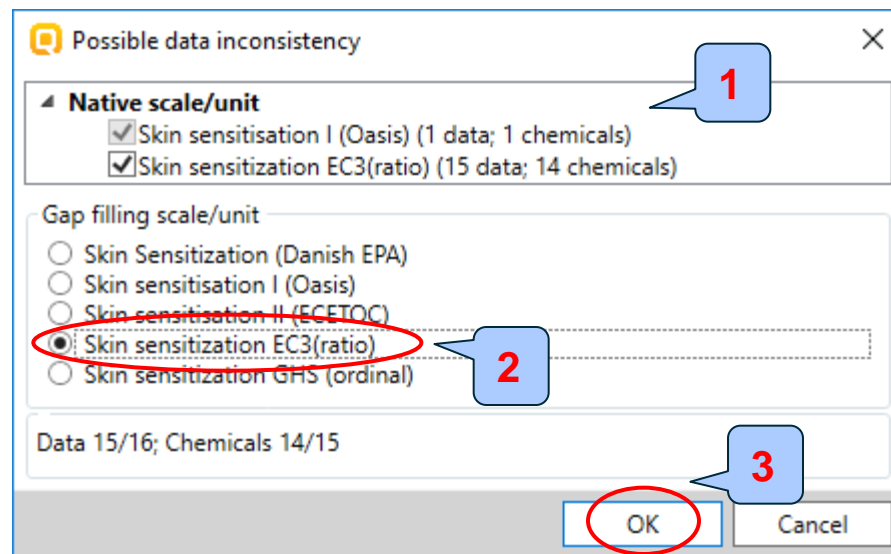 Possible data inconsistency
1
Native scale/unit
Skin sensitisation I (Oasis) (1 data; 1 chemicals)
Skin sensitization EC3(ratio) (15 data; 14 chemicals)
Gap filling scale/unit
Skin Sensitization (Danish EPA)
Skin sensitisation I (Oasis)
Skin sensitisation II (ECETOC)
Skin sensitization EC3(ratio)
2
Skin sensitization GHS (ordinal)
Data 15/16; Chemicals 14/15
3
OK
Cancel